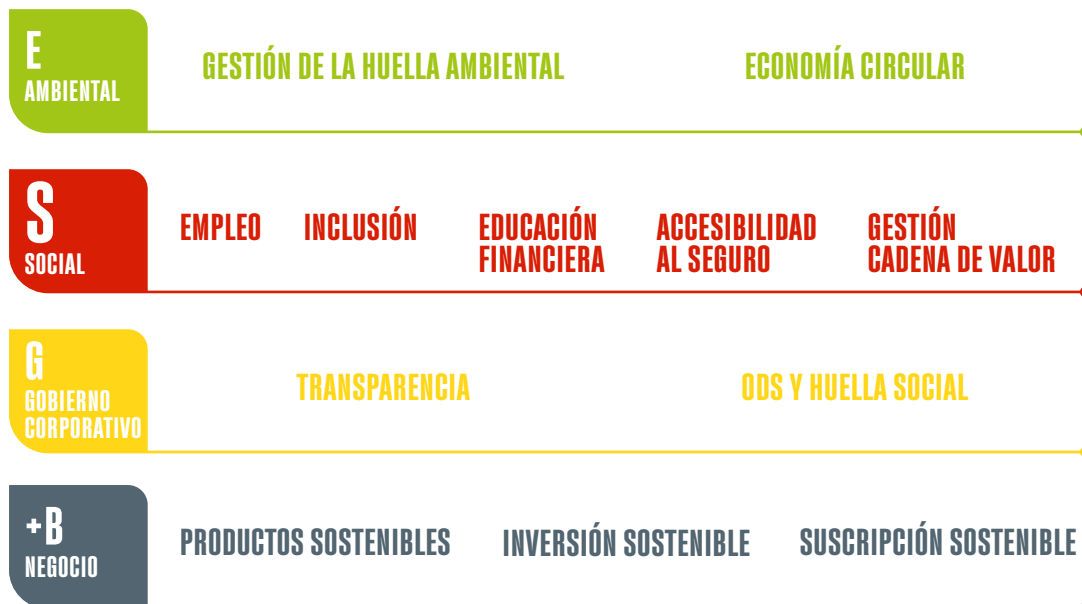 E
AMBIENTAL
GESTIÓN DE LA HUELLA AMBIENTAL
ECONOMÍA CIRCULAR
S
SOCIAL
EMPLEO
INCLUSIÓN
EDUCACIÓN
FINANCIERA
ACCESIBILIDAD
AL SEGURO
GESTIÓN
CADENA DE VALOR
G
GOBIERNO
CORPORATIVO
TRANSPARENCIA
ODS Y HUELLA SOCIAL
+B
NEGOCIO
PRODUCTOS SOSTENIBLES
INVERSIÓN SOSTENIBLE
SUSCRIPCIÓN SOSTENIBLE